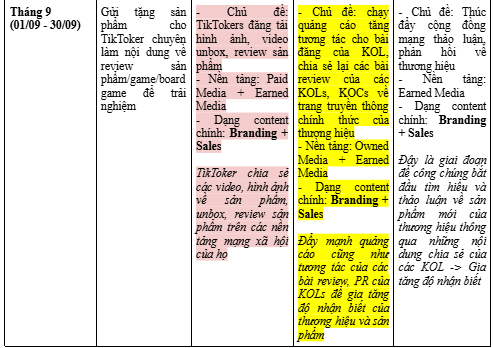 Tháng 9
(01/09 - 30/09)
Gửi tặng sản
phẩm cho
TikToker chuyên
làm nội dung về
review sản
phẩm/game/board
game để trải
nghiệm
- Chủ đề:
TikTokers đăng tải
hình ảnh, video
unbox, review sản
phẩm
- Nền tảng: Paid
Media + Earned
Media
- Dạng content
chính: Branding +
Sales
TikToker chia sẻ
các video, hình ảnh
về sản phẩm,
unbox, review sản
phẩm trên các nền
tảng mạng xã hội
của họ
- Chủ đề: chạy
quảng cáo tăng
tương tác cho bài
đăng của KOL,
chia sẻ lại các bài
review của các
KOLs, KOCs về
trang truyền thông
chính thức của
thượng hiệu
- Nền tảng: Owned
Media + Earned
Media
- Dạng content
chính: Branding +
Sales
Đẩy mạnh quảng
cáo cũng như
tương tác của các
bài review, PR của
KOLs để gia tăng
độ nhận biết của
thương hiệu và sản
phẩm
- Chủ đề: Thúc
đẩy cộng đồng
mạng thảo luận,
phản hồi về
thương hiệu
- Nền tảng:
Earned Media
- Dạng content
chính: Branding
+ Sales
Đây là giai đoạn
để công chúng bắt
đầu tìm hiểu và
thảo luận về sản
phẩm mới của
thương hiệu thông
qua những nội
dung chia sẻ của
các KOL -> Gia
tăng độ nhận biết